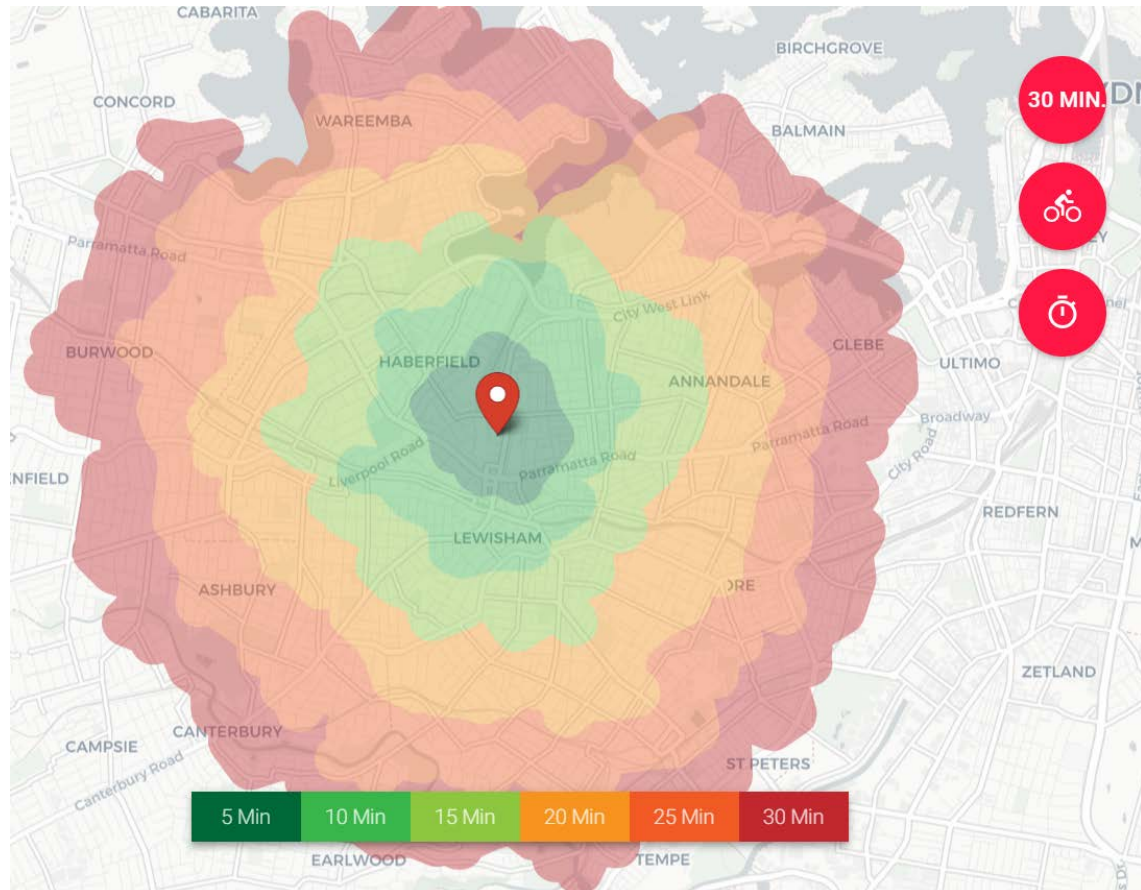 CABARITA
BIRCHGROVE
CONCORD
30 MIN.
WAREEMBA
BALMAIN
Parramatta Road
City West Link
BURWOOD
HABERFIELD
GLEBE
ULTIMO
ANNANDALE
Broadway
Parramatta Road
City Road
Liverpool Road
Parramatta Road
ENFIELD
REDFERN
LEWISHAM
ASHBURY
ORE
ZETLAND
CANTERBURY
CAMPSIE
ST PETERS
Canterbury Road
5 Min 10 Min 15 Min 20 Min 25 Min 30 Min
EARLWOOD
TEMPE